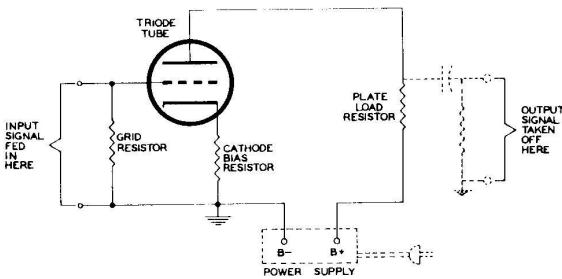 TRIODE
TUBE
INPUT
SIGNAL
FED
IN
HERE
GRID
RESISTOR
CATHODE
BIAS
RESISTOR
PLATE
LOAD
RESISTOR
OUTPUT
SIGNAL
TAKEN
OFF
HERE
B-
B+
POWER SUPPLY